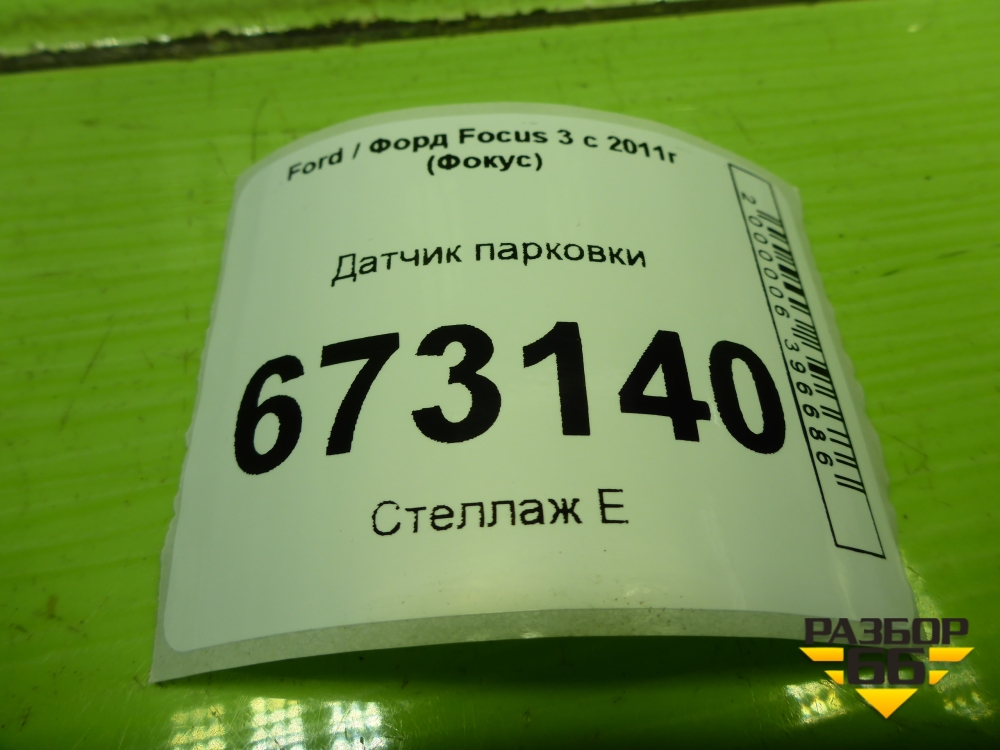 Ford / Форд Focus 3 с 2011г
(Фокус)
Датчик парковки
673140
Стеллаж Е
2000006396686
РАЗБОР
66